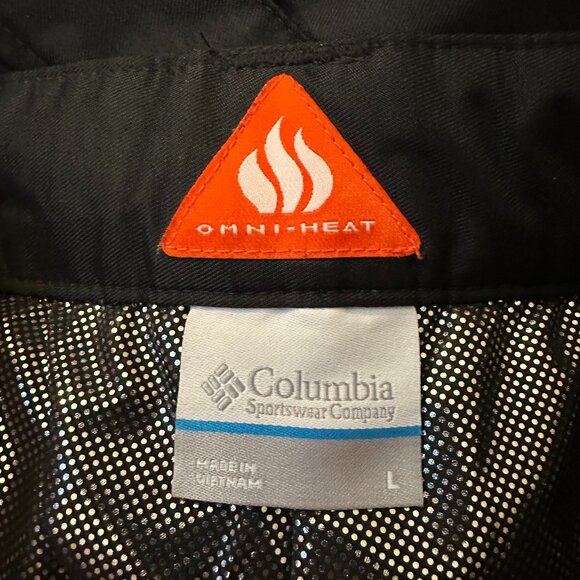 OMNI-HEAT
Columbia
Sportswear Company
MADE IN
VIETNAM
L